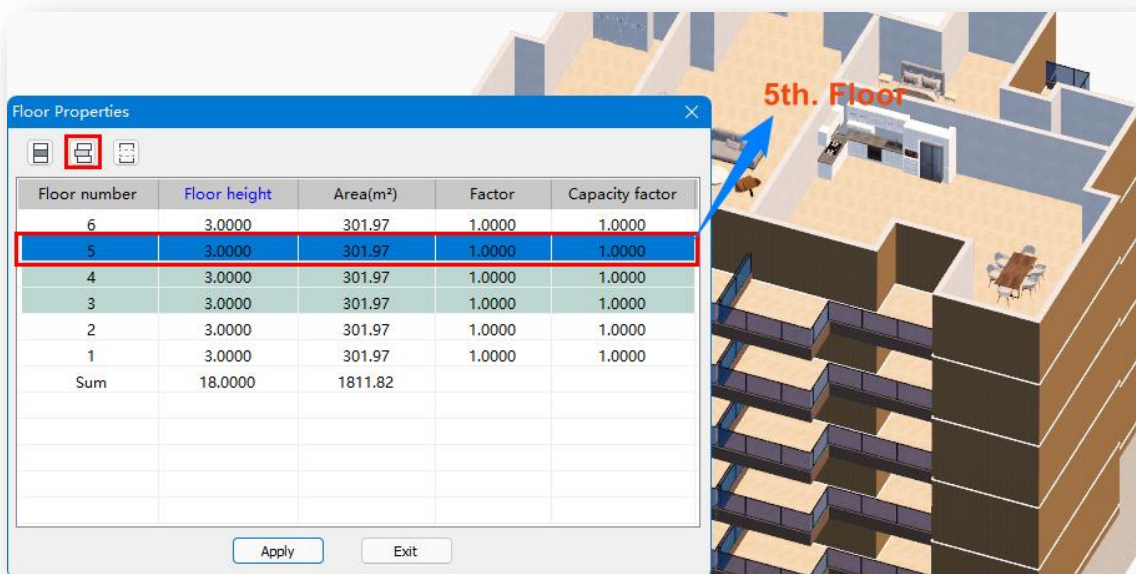 5th. Floor
Floor Properties
Floor number Floor height Area(m²) Factor Capacity factor
6 3.0000 301.97 1.0000 1.0000
5 3.0000 301.97 1.0000 1.0000
4 3.0000 301.97 1.0000 1.0000
3 3.0000 301.97 1.0000 1.0000
2 3.0000 301.97 1.0000 1.0000
1 3.0000 301.97 1.0000 1.0000
Sum 18.0000 1811.82
Apply Exit